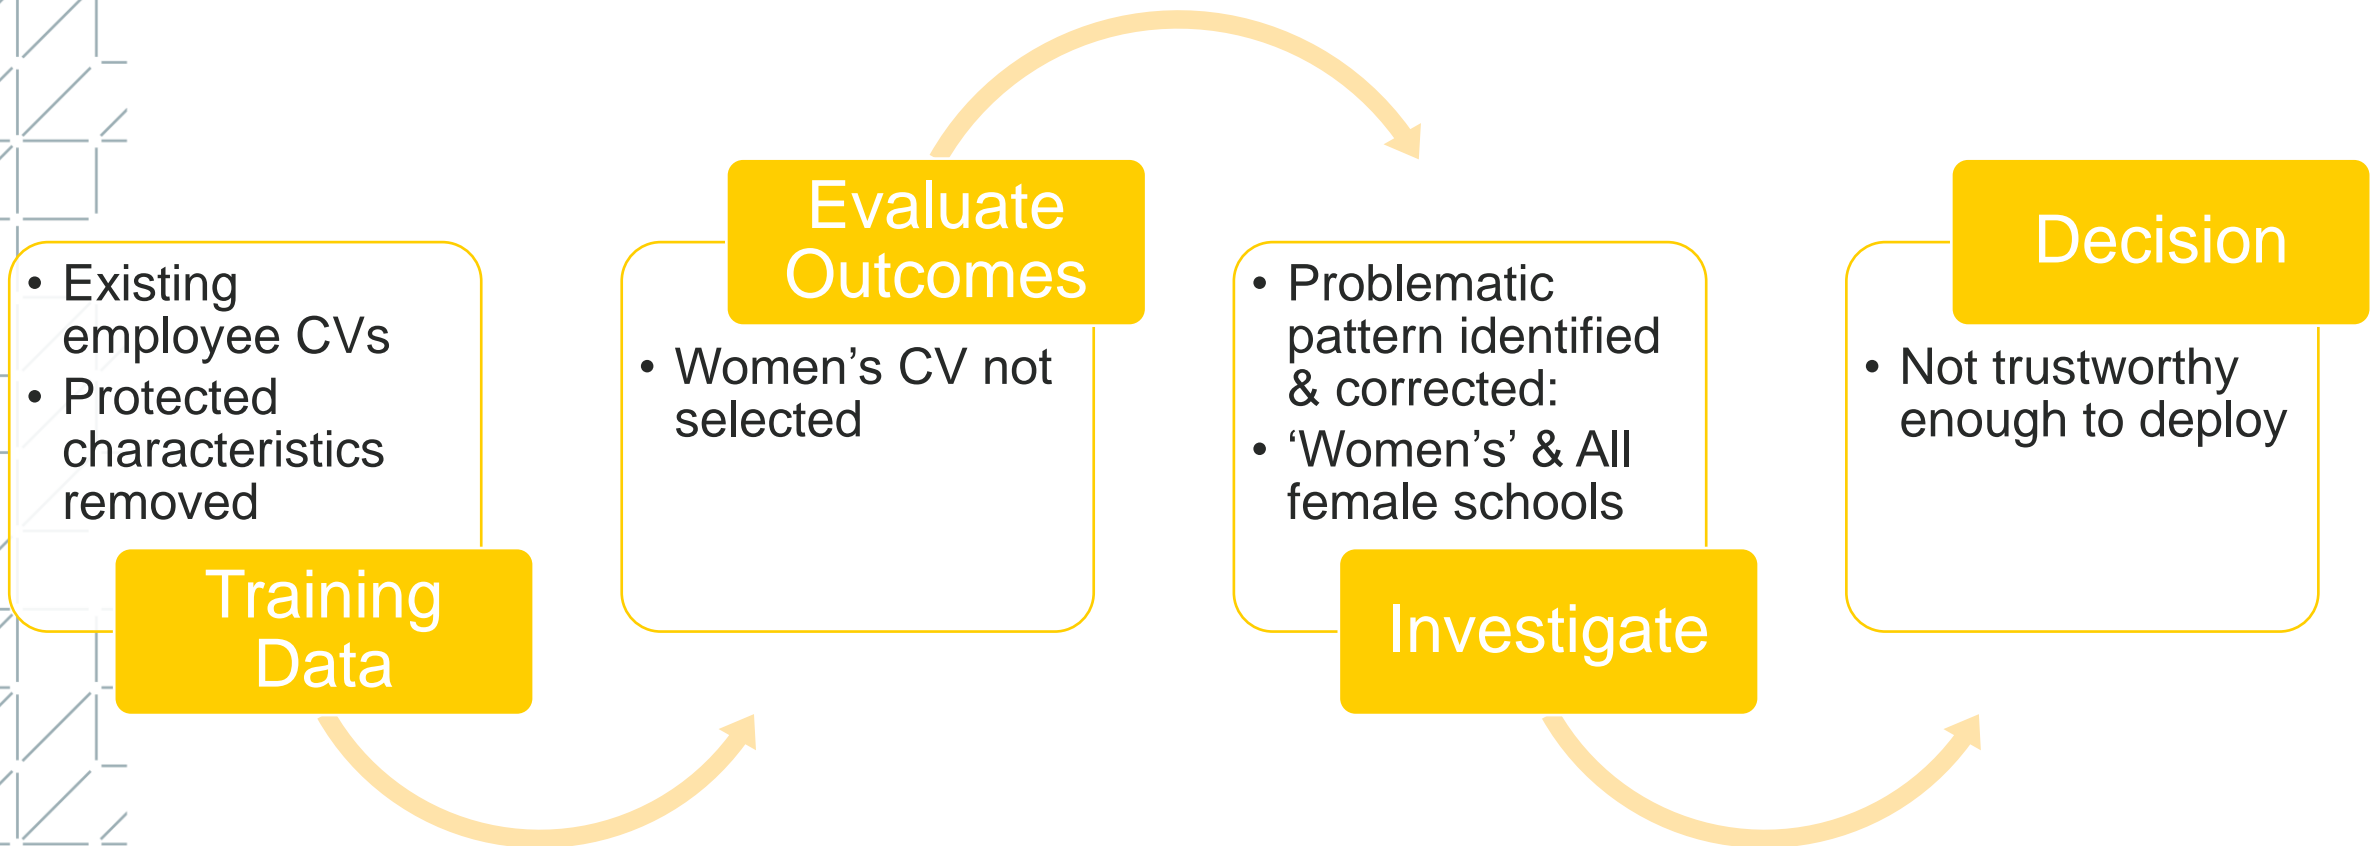 • Existing
employee CVs
• Protected
characteristics
removed
Training
Data
Evaluate
Outcomes
• Women’s CV not
selected
• Problematic
pattern identified
& corrected:
• ‘Women’s’ & All
female schools
Investigate
Decision
• Not trustworthy
enough to deploy